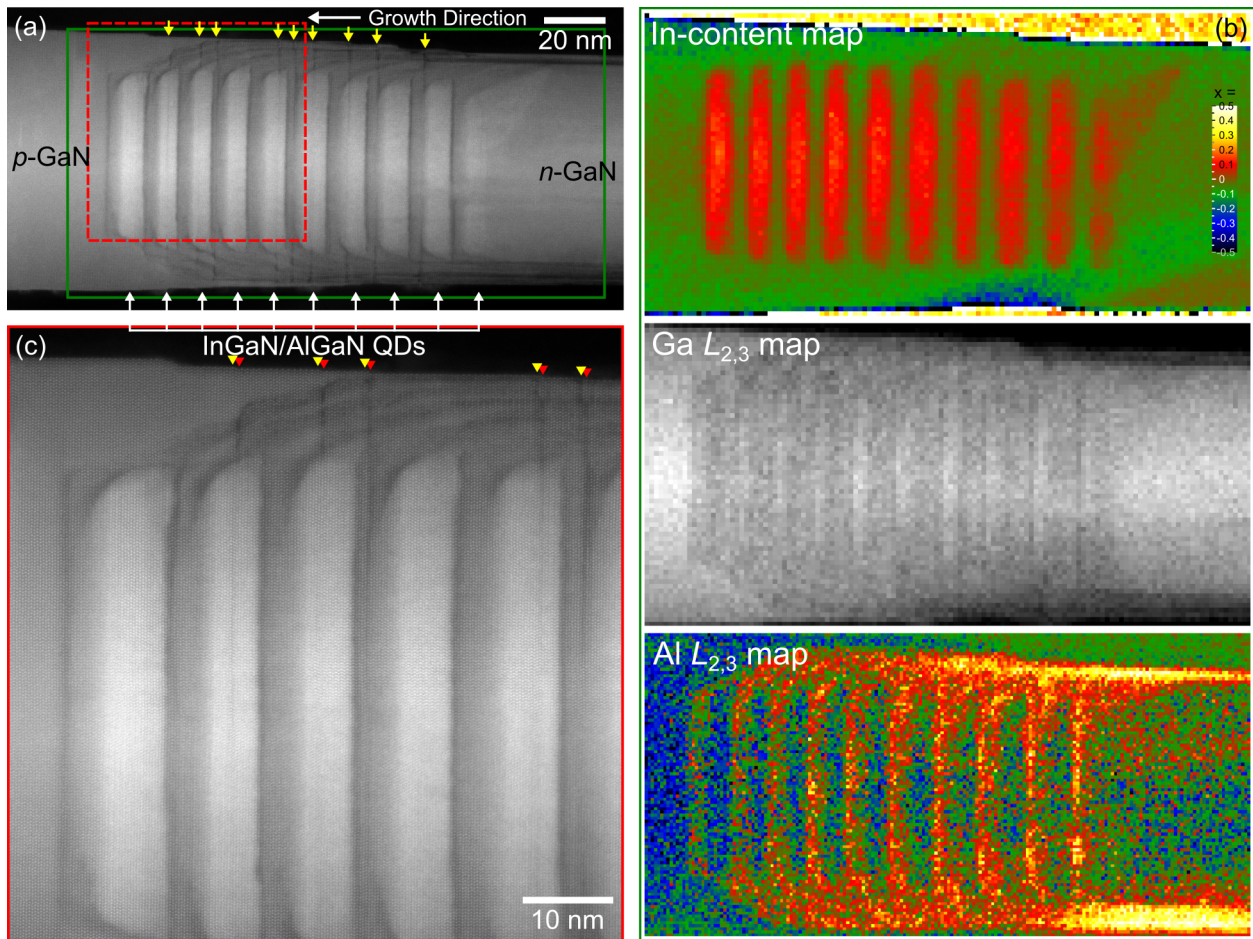 (a)
Growth Direction
20 nm
p-GaN
n-GaN
InGaN/AlGaN QDs
(b)
In-content map
x =
0.5
0.4
0.3
0.2
0.1
0
-0.1
-0.2
-0.3
-0.4
-0.5
Ga L2,3 map
Al L2,3 map
(c)
10 nm